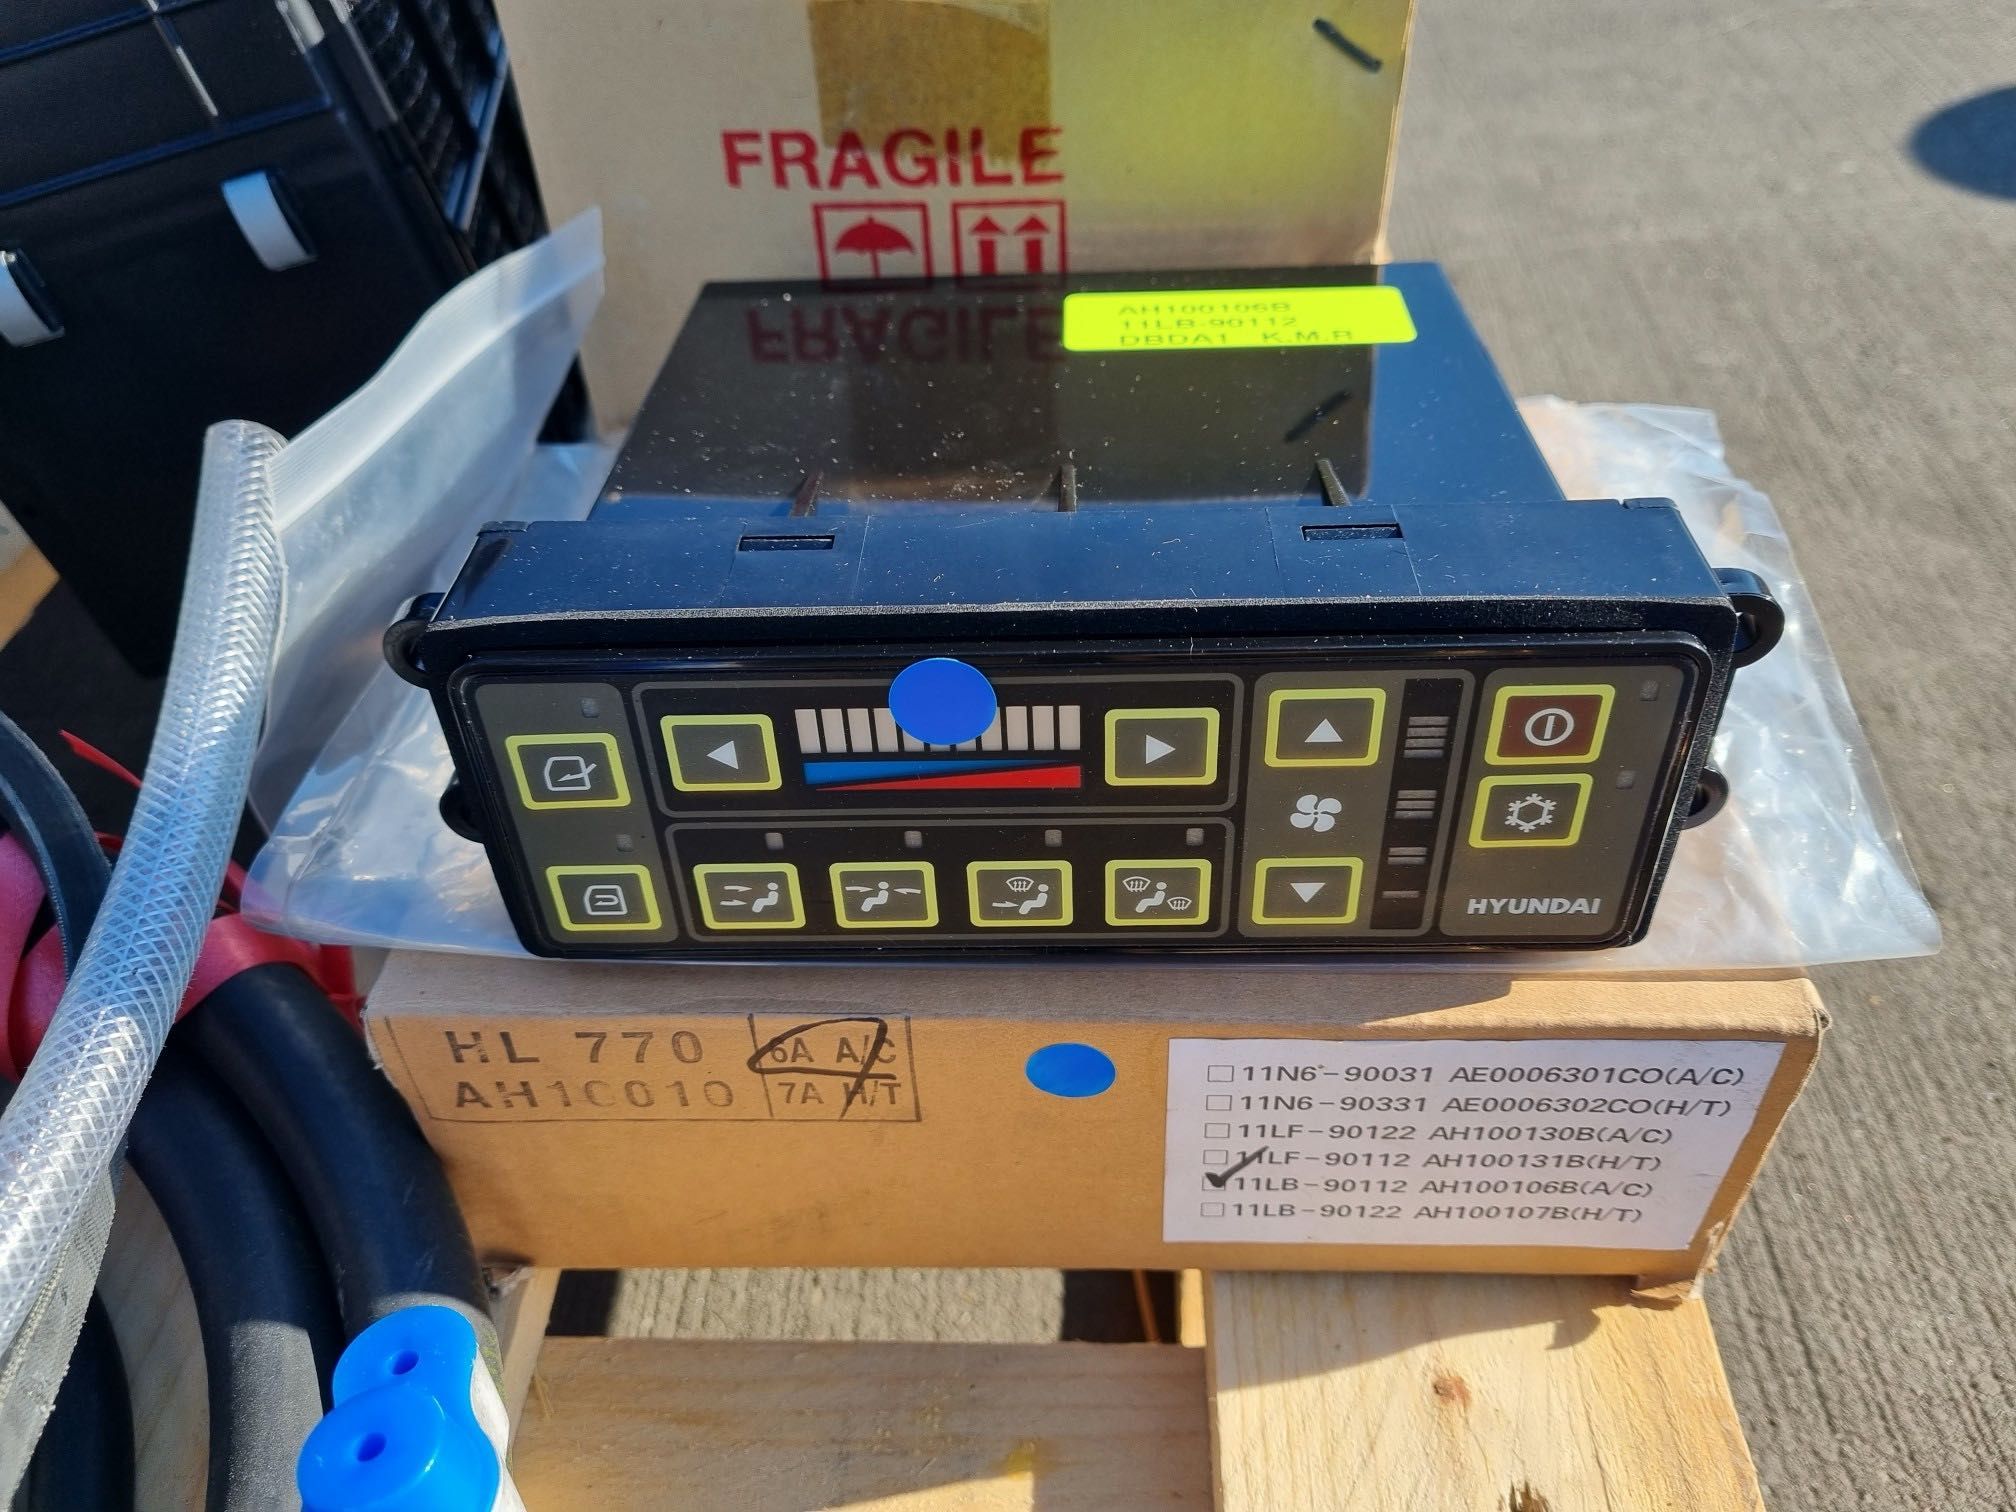 FRAGILE
AH100106B
11LB-90112
DBDA1 K.M.R
HYUNDAI
HL 770
AH10010
6A A/C
7A H/T
11N6-90031 AE0006301CO(A/C)
11N6-90331 AE0006302CO(H/T)
11LF-90122 AH100130B(A/C)
11LF-90112 AH100131B(H/T)
11LB-90112 AH100106B(A/C)
11LB-90122 AH100107B(H/T)